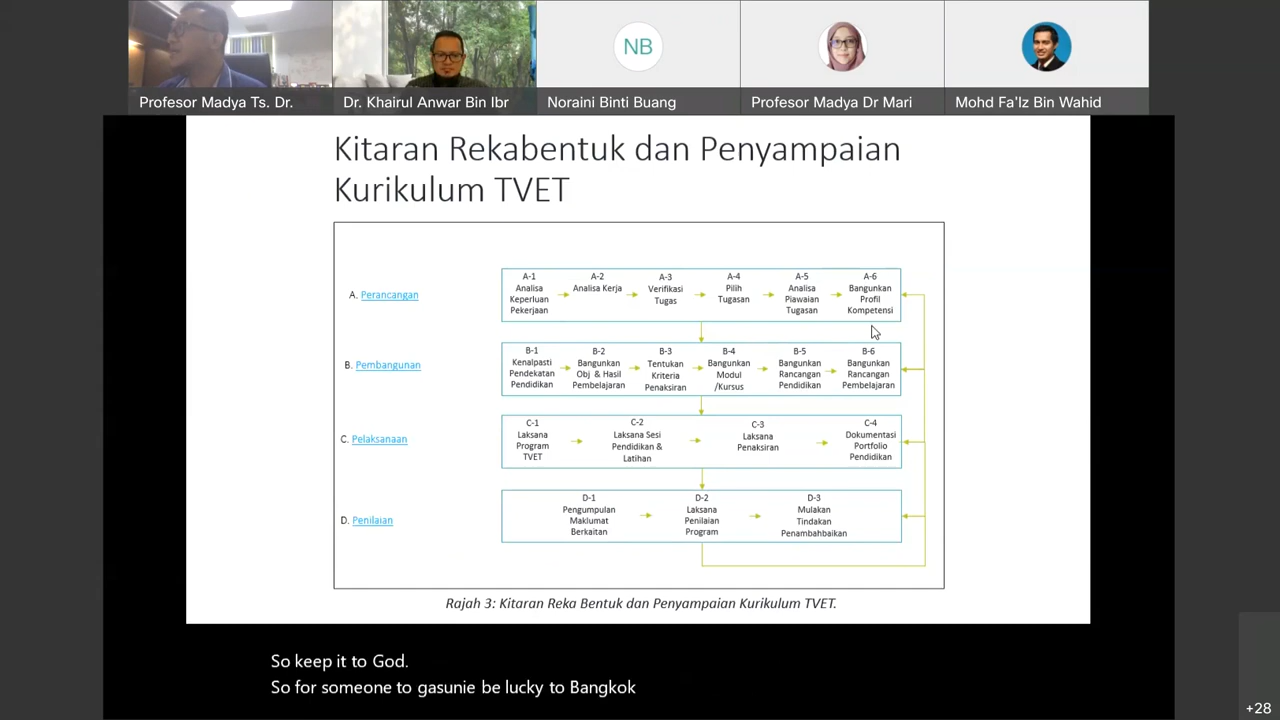 NB
Profesor Madya Ts. Dr.
Dr. Khairul Anwar Bin Ibr
Noraini Binti Buang
Profesor Madya Dr Mari
Mohd Fa'Iz Bin Wahid
Kitaran Rekabentuk dan Penyampaian
Kurikulum TVET
A. Perancangan
A-1
Analisa
Keperluan
Pekerjaan
A-2
Analisa Kerja
A-3
Verifikasi
Tugas
A-4
Pilih
Tugasan
A-5
Analisa
Piawaian
Tugasan
A-6
Bangunkan
Profil
Kompetensi
B. Pembangunan
B-1
Kenalpasti
Pendekatan
Pendidikan
B-2
Bangunkan
Obj & Hasil
Pembelajaran
B-3
Tentukan
Kriteria
Penaksiran
B-4
Bangunkan
Modul
/Kursus
B-5
Bangunkan
Rancangan
Pendidikan
B-6
Bangunkan
Rancangan
Pembelajaran
C. Pelaksanaan
C-1
Laksana
Program
TVET
C-2
Laksana Sesi
Pendidikan &
Latihan
C-3
Laksana
Penaksiran
C-4
Dokumentasi
Portfolio
Pendidikan
D. Penilaian
D-1
Pengumpulan
Maklumat
Berkaitan
D-2
Laksana
Penilaian
Program
D-3
Mulakan
Tindakan
Penambahbaikan
Rajah 3: Kitaran Reka Bentuk dan Penyampaian Kurikulum TVET.
So keep it to God.
So for someone to gasunie be lucky to Bangkok
+28